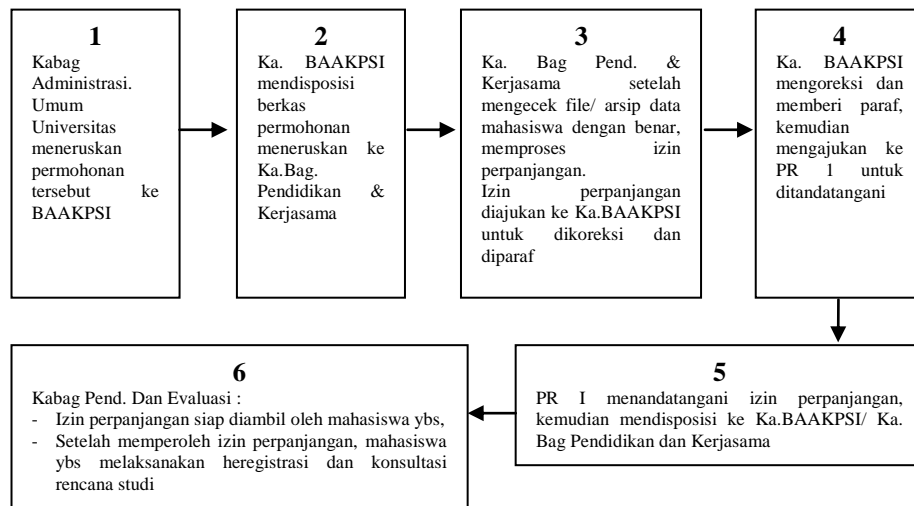 1
Kabag
Administrasi.
Umum
Universitas
meneruskan
permohonan
tersebut ke
BAAKPSI
2
Ka. BAAKPSI
mendisposisi
berkas
permohonan
meneruskan ke
Ka.Bag.
Pendidikan &
Kerjasama
3
Ka. Bag Pend. &
Kerjasama setelah
mengecek file/ arsip data
mahasiswa dengan benar,
memproses izin
perpanjangan.
Izin perpanjangan
diajukan ke Ka.BAAKPSI
untuk dikoreksi dan
diparaf
4
Ka. BAAKPSI
mengoreksi dan
memberi paraf,
kemudian
mengajukan ke
PR 1 untuk
ditandatangani
5
PR I menandatangani izin perpanjangan,
kemudian mendisposisi ke Ka.BAAKPSI/ Ka.
Bag Pendidikan dan Kerjasama
6
Kabag Pend. Dan Evaluasi :
- Izin perpanjangan siap diambil oleh mahasiswa ybs,
- Setelah memperoleh izin perpanjangan, mahasiswa
ybs melaksanakan heregistrasi dan konsultasi
rencana studi